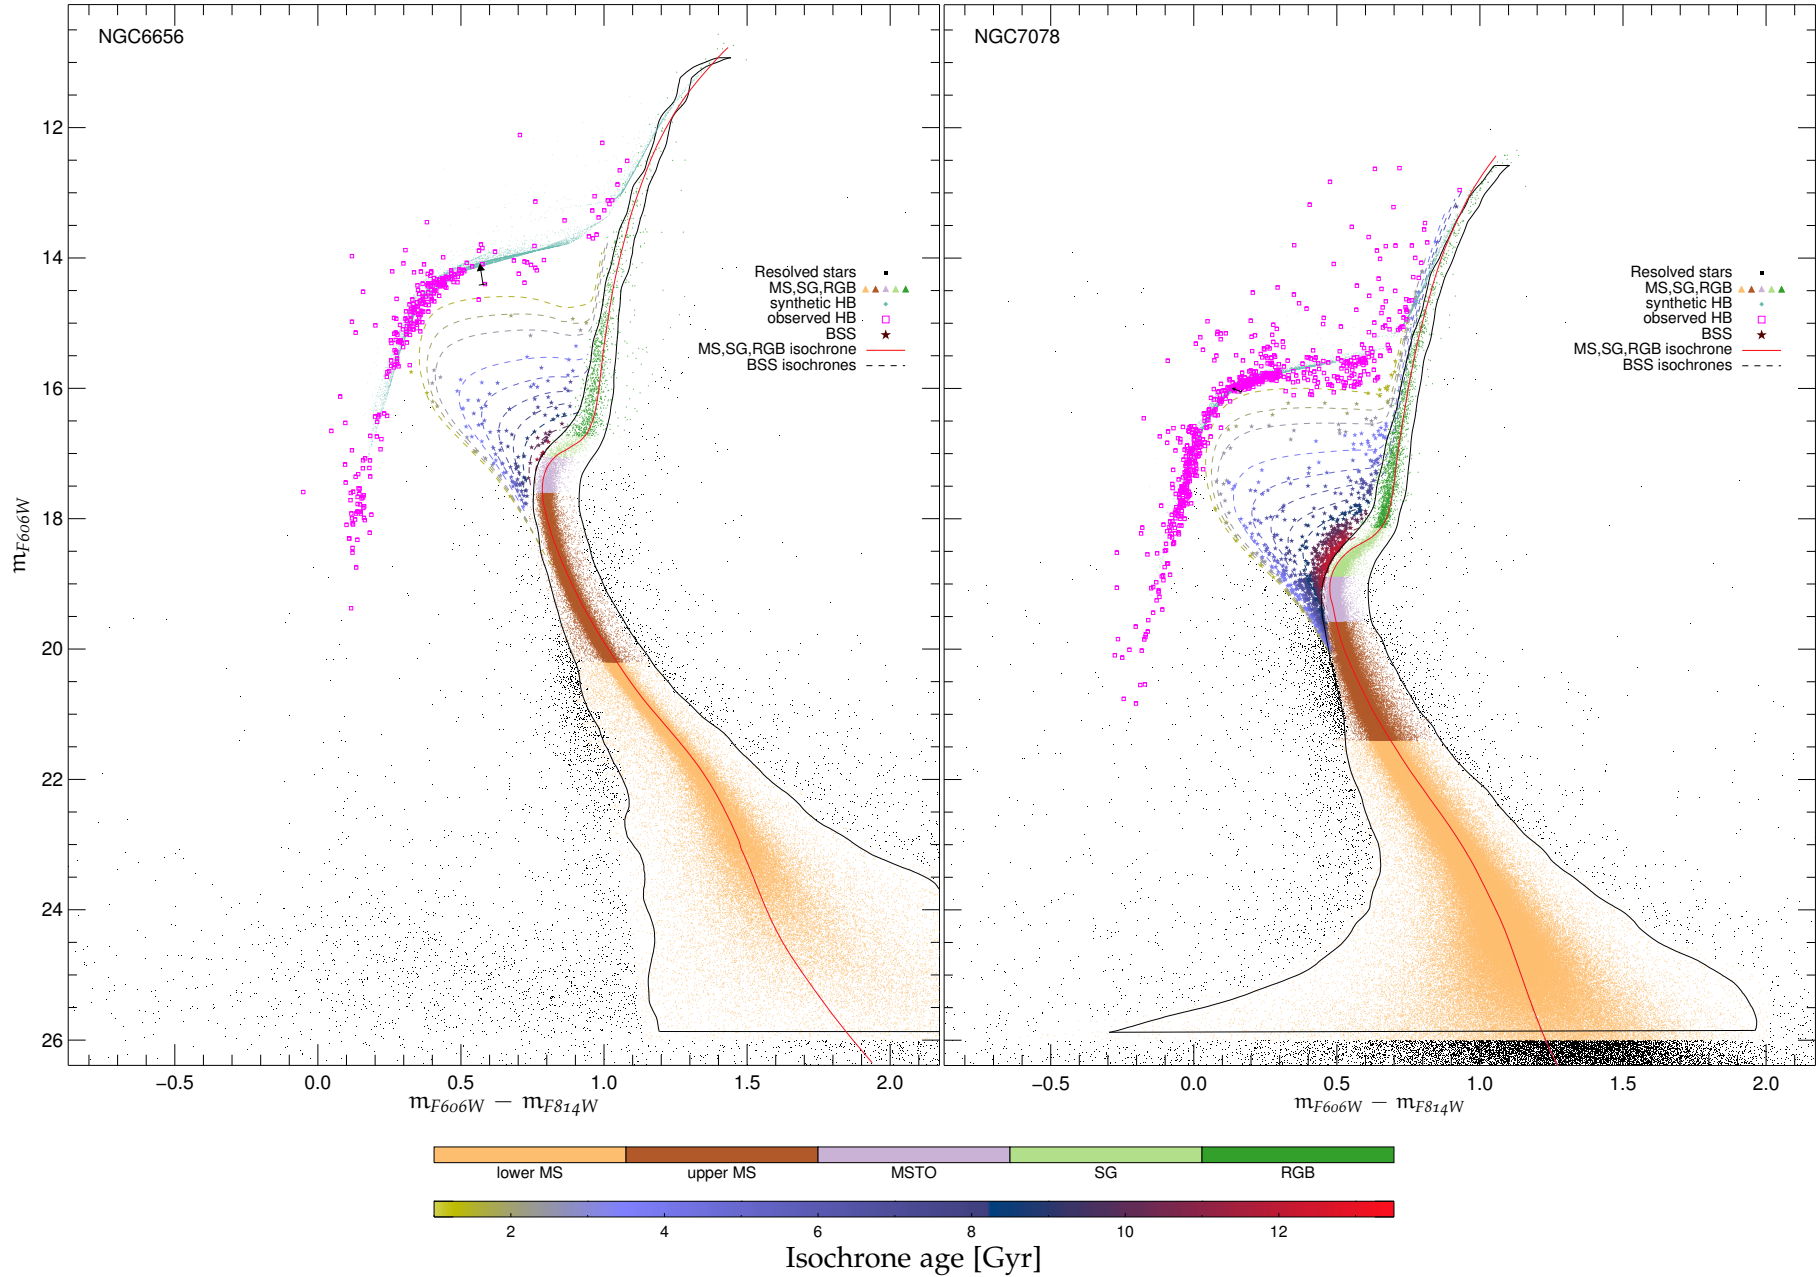 NGC6656
NGC7078
12
14
16
18
20
22
24
26
m_F606W
Resolved stars
MS,SG,RGB
synthetic HB
observed HB
BSS
MS,SG,RGB isochrone
BSS isochrones
Resolved stars
MS,SG,RGB
synthetic HB
observed HB
BSS
MS,SG,RGB isochrone
BSS isochrones
−0.5 0.0 0.5 1.0 1.5 2.0
−0.5 0.0 0.5 1.0 1.5 2.0
m_F606W − m_F814W
m_F606W − m_F814W
lower MS upper MS MSTO SG RGB
2 4 6 8 10 12
Isochrone age [Gyr]